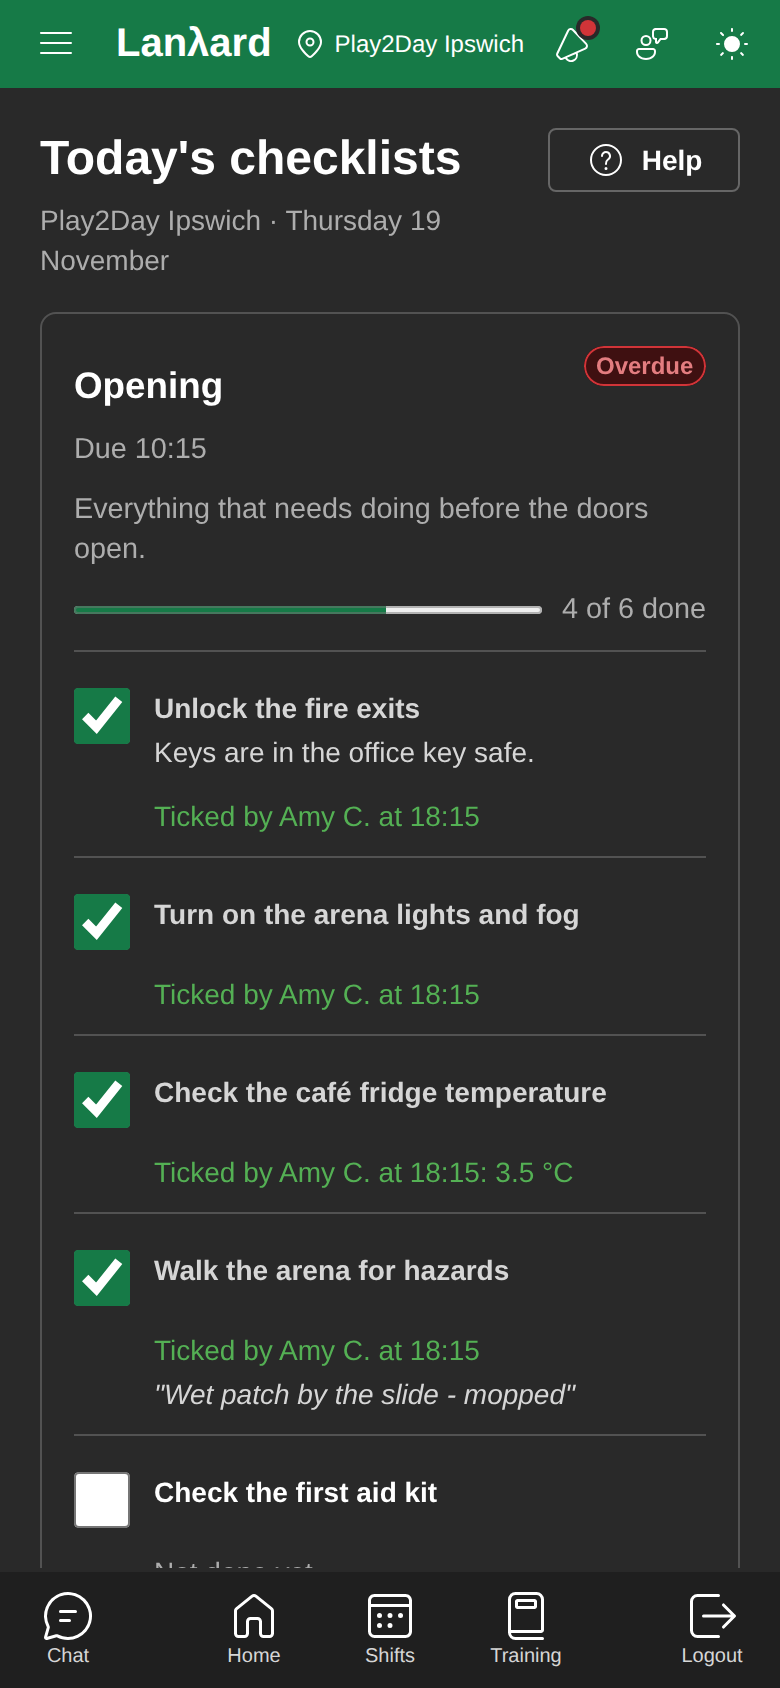 Lanλard
Play2Day Ipswich
Today's checklists
Help
Play2Day Ipswich · Thursday 19
November
Opening
Overdue
Due 10:15
Everything that needs doing before the doors
open.
4 of 6 done
Unlock the fire exits
Keys are in the office key safe.
Ticked by Amy C. at 18:15
Turn on the arena lights and fog
Ticked by Amy C. at 18:15
Check the café fridge temperature
Ticked by Amy C. at 18:15: 3.5 °C
Walk the arena for hazards
Ticked by Amy C. at 18:15
"Wet patch by the slide - mopped"
Check the first aid kit
Not done yet
Chat
Home
Shifts
Training
Logout